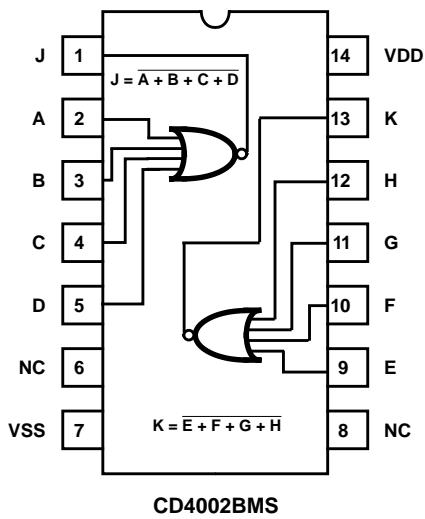 J 1 14 VDD
J = A + B + C + D
A 2 13 K
B 3 12 H
C 4 11 G
D 5 10 F
NC 6 9 E
VSS 7 8 NC
K = E + F + G + H
CD4002BMS